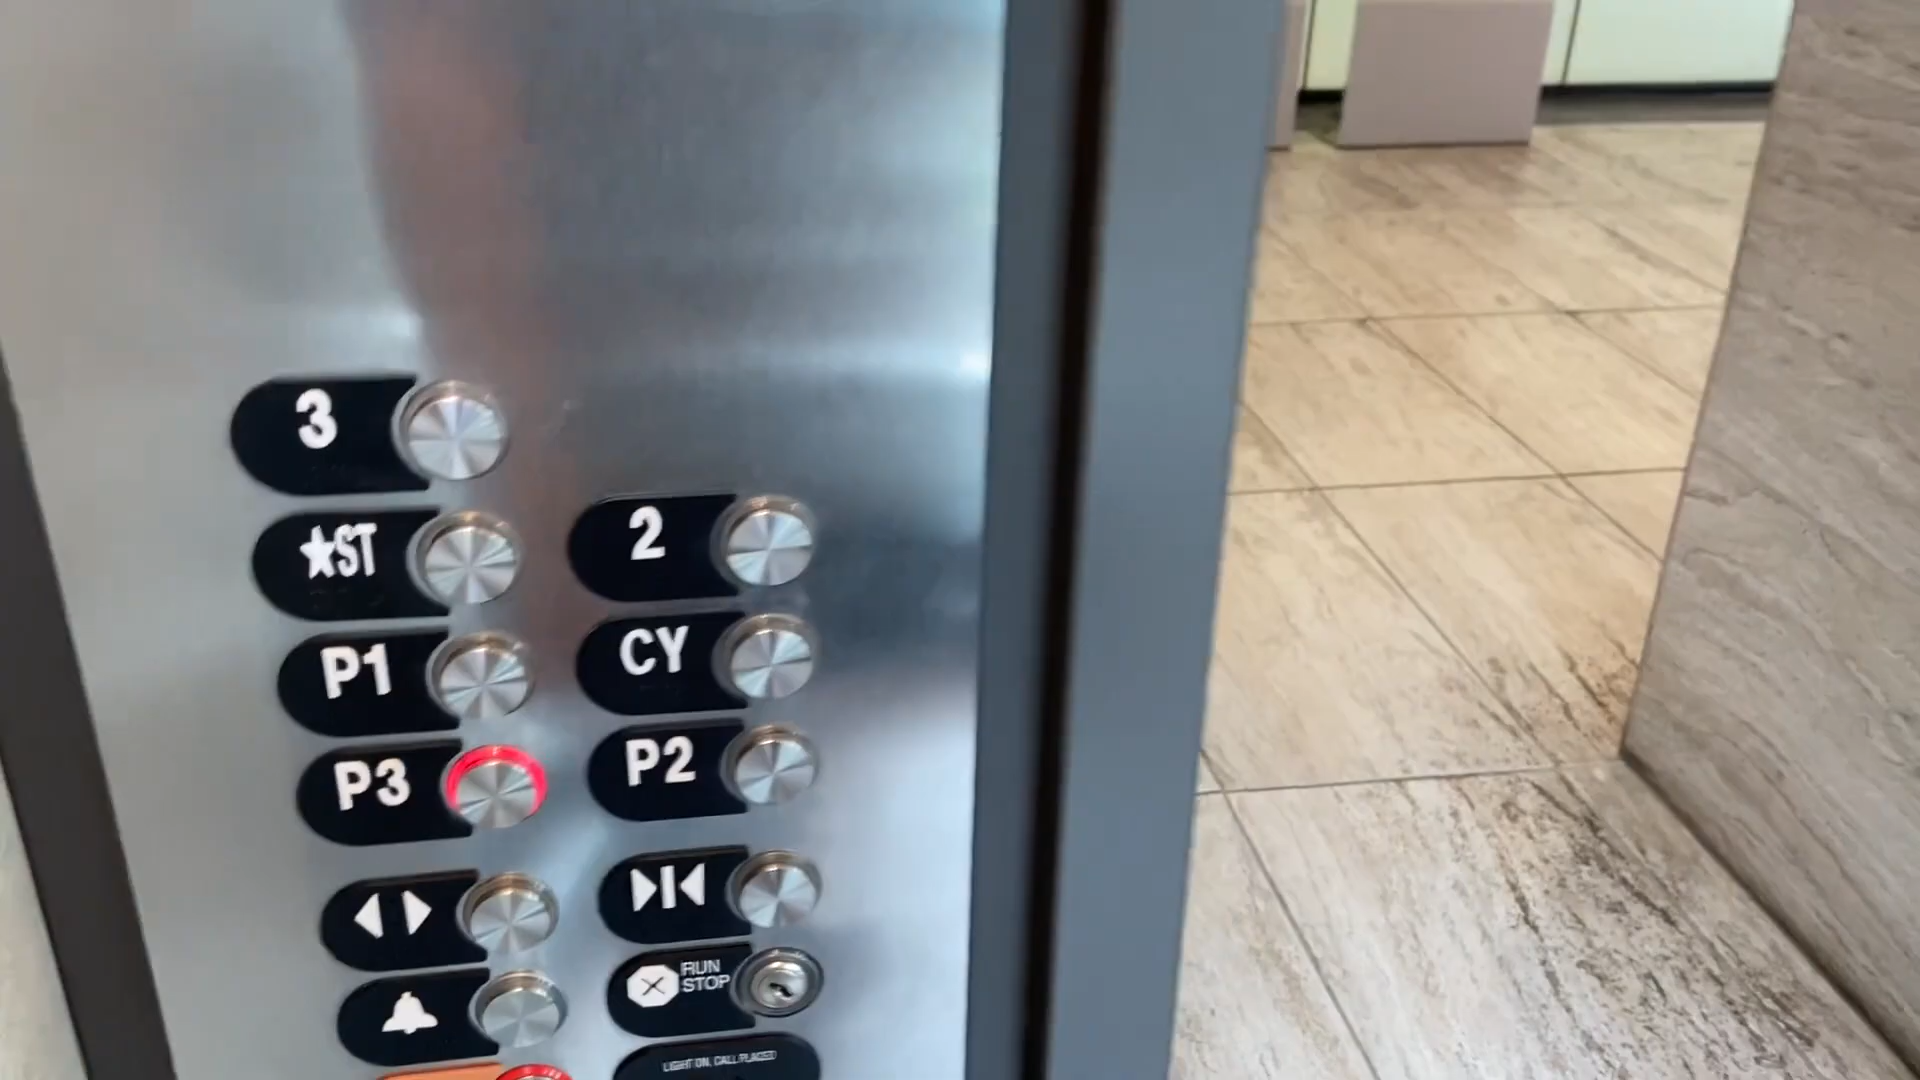 3
★ST
2
P1
CY
P3
P2
RUN
STOP
LIGHT ON, CALL PLACED